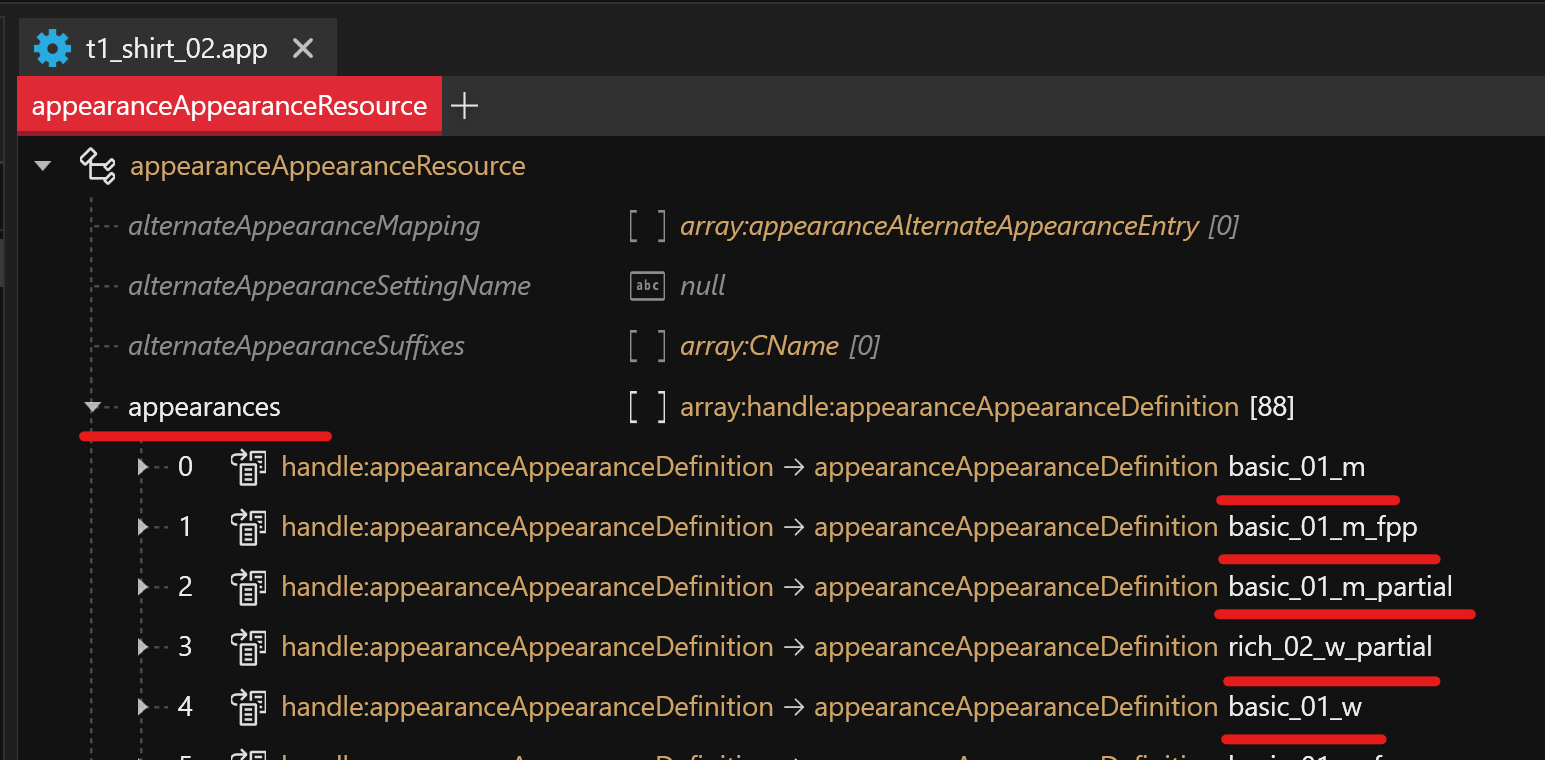 t1_shirt_02.app
appearanceAppearanceResource
appearanceAppearanceResource
alternateAppearanceMapping [ ] array:appearanceAlternateAppearanceEntry [0]
alternateAppearanceSettingName abc null
alternateAppearanceSuffixes [ ] array:CName [0]
appearances [ ] array:handle:appearanceAppearanceDefinition [88]
0 handle:appearanceAppearanceDefinition → appearanceAppearanceDefinition basic_01_m
1 handle:appearanceAppearanceDefinition → appearanceAppearanceDefinition basic_01_m_fpp
2 handle:appearanceAppearanceDefinition → appearanceAppearanceDefinition basic_01_m_partial
3 handle:appearanceAppearanceDefinition → appearanceAppearanceDefinition rich_02_w_partial
4 handle:appearanceAppearanceDefinition → appearanceAppearanceDefinition basic_01_w